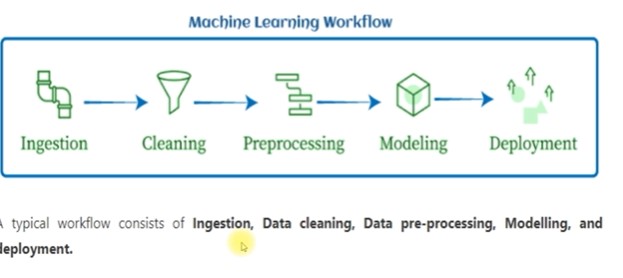 Machine Learning Workflow
Ingestion
Cleaning
Preprocessing
Modeling
Deployment
A typical workflow consists of Ingestion, Data cleaning, Data pre-processing, Modelling, and
deployment.